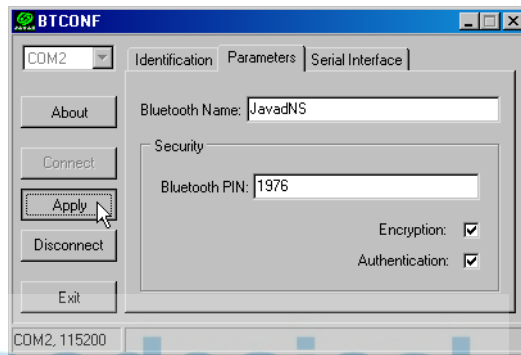 BTCONF
COM2
Identification Parameters Serial Interface
About
Bluetooth Name: JavadNS
Security
Connect
Bluetooth PIN: 1976
Apply
Encryption:
Disconnect
Authentication:
Exit
COM2, 115200